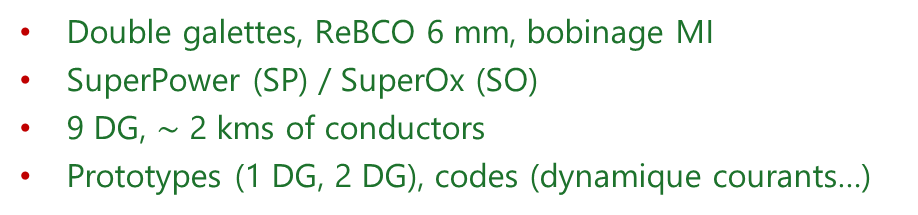 • Double galettes, ReBCO 6 mm, bobinage MI
• SuperPower (SP) / SuperOx (SO)
• 9 DG, ~ 2 kms of conductors
• Prototypes (1 DG, 2 DG), codes (dynamique courants…)